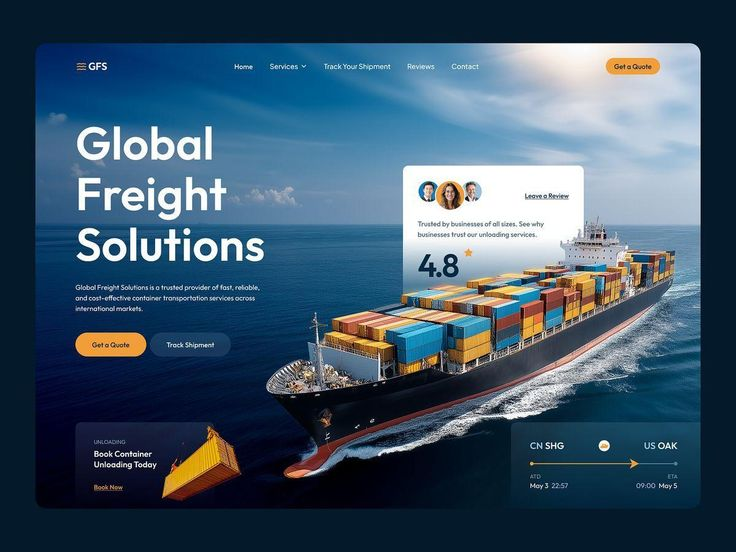 GFS
Home
Services
Track Your Shipment
Reviews
Contact
Get a Quote
Global
Freight
Solutions
Global Freight Solutions is a trusted provider of fast, reliable,
and cost-effective container transportation services across
international markets.
Get a Quote
Track Shipment
Leave a Review
Trusted by businesses of all sizes. See why
businesses trust our unloading services.
4.8
UNLOADING
Book Container
Unloading Today
Book Now
CN SHG
US OAK
ATD
ETA
May 3 22:57
09:00 May 5